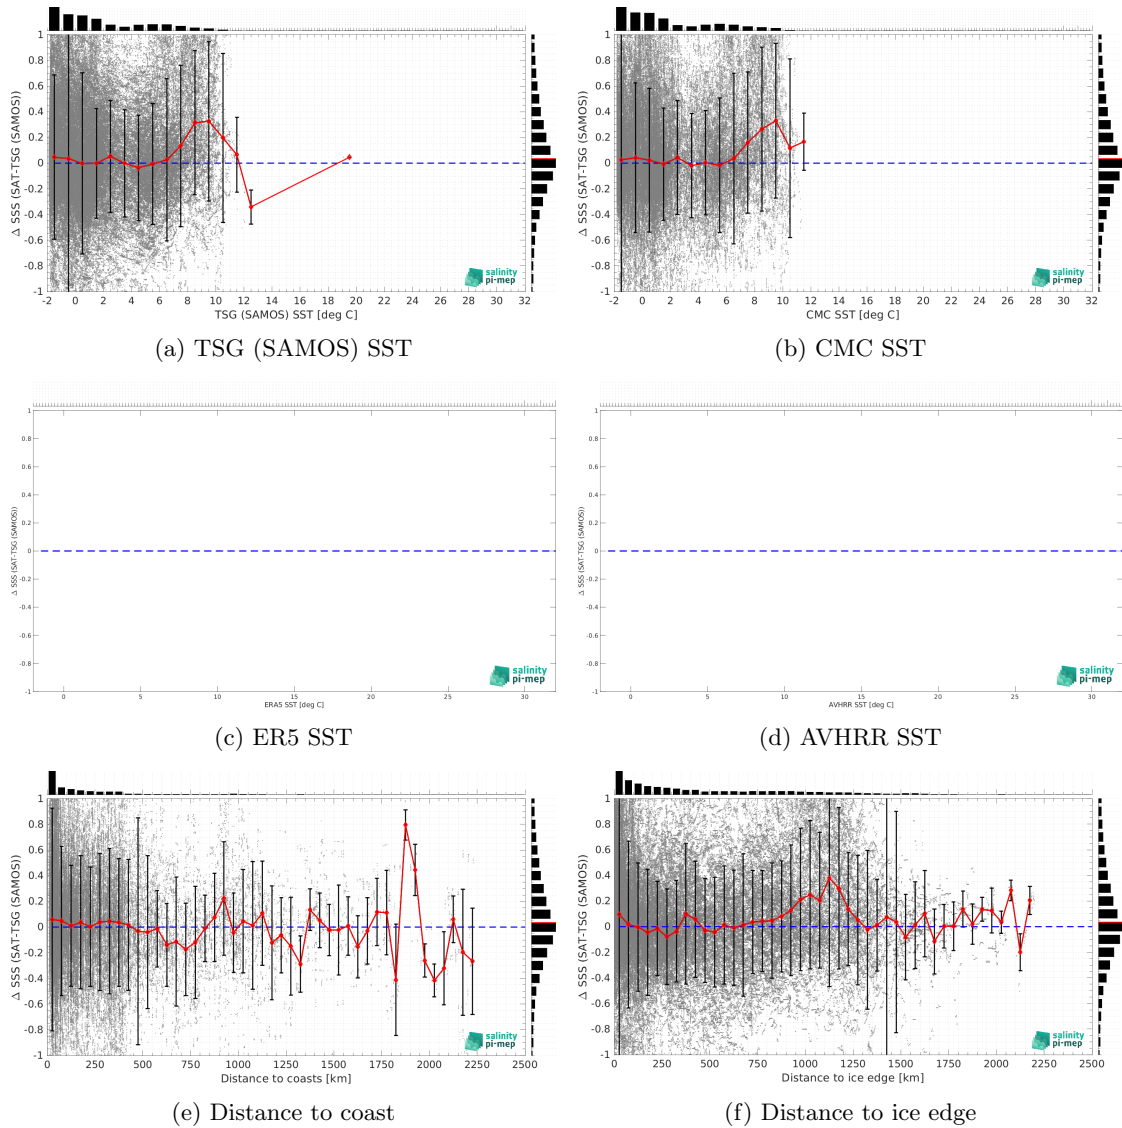 1
0.8
0.6
0.4
0.2
0
-0.2
-0.4
-0.6
-0.8
-1
Δ SSS (SAT-TSG (SAMOS))
salinity
pi-mep
-2 0 2 4 6 8 10 12 14 16 18 20 22 24 26 28 30 32
TSG (SAMOS) SST [deg C]
(a) TSG (SAMOS) SST
1
0.8
0.6
0.4
0.2
0
-0.2
-0.4
-0.6
-0.8
-1
Δ SSS (SAT-TSG (SAMOS))
salinity
pi-mep
-2 0 2 4 6 8 10 12 14 16 18 20 22 24 26 28 30 32
CMC SST [deg C]
(b) CMC SST
1
0.8
0.6
0.4
0.2
0
-0.2
-0.4
-0.6
-0.8
-1
Δ SSS (SAT-TSG (SAMOS))
salinity
pi-mep
0 5 10 15 20 25 30
ERA5 SST [deg C]
(c) ER5 SST
1
0.8
0.6
0.4
0.2
0
-0.2
-0.4
-0.6
-0.8
-1
Δ SSS (SAT-TSG (SAMOS))
salinity
pi-mep
0 5 10 15 20 25 30
AVHRR SST [deg C]
(d) AVHRR SST
1
0.8
0.6
0.4
0.2
0
-0.2
-0.4
-0.6
-0.8
-1
Δ SSS (SAT-TSG (SAMOS))
salinity
pi-mep
0 250 500 750 1000 1250 1500 1750 2000 2250 2500
Distance to coasts [km]
(e) Distance to coast
1
0.8
0.6
0.4
0.2
0
-0.2
-0.4
-0.6
-0.8
-1
Δ SSS (SAT-TSG (SAMOS))
salinity
pi-mep
0 250 500 750 1000 1250 1500 1750 2000 2250 2500
Distance to ice edge [km]
(f) Distance to ice edge